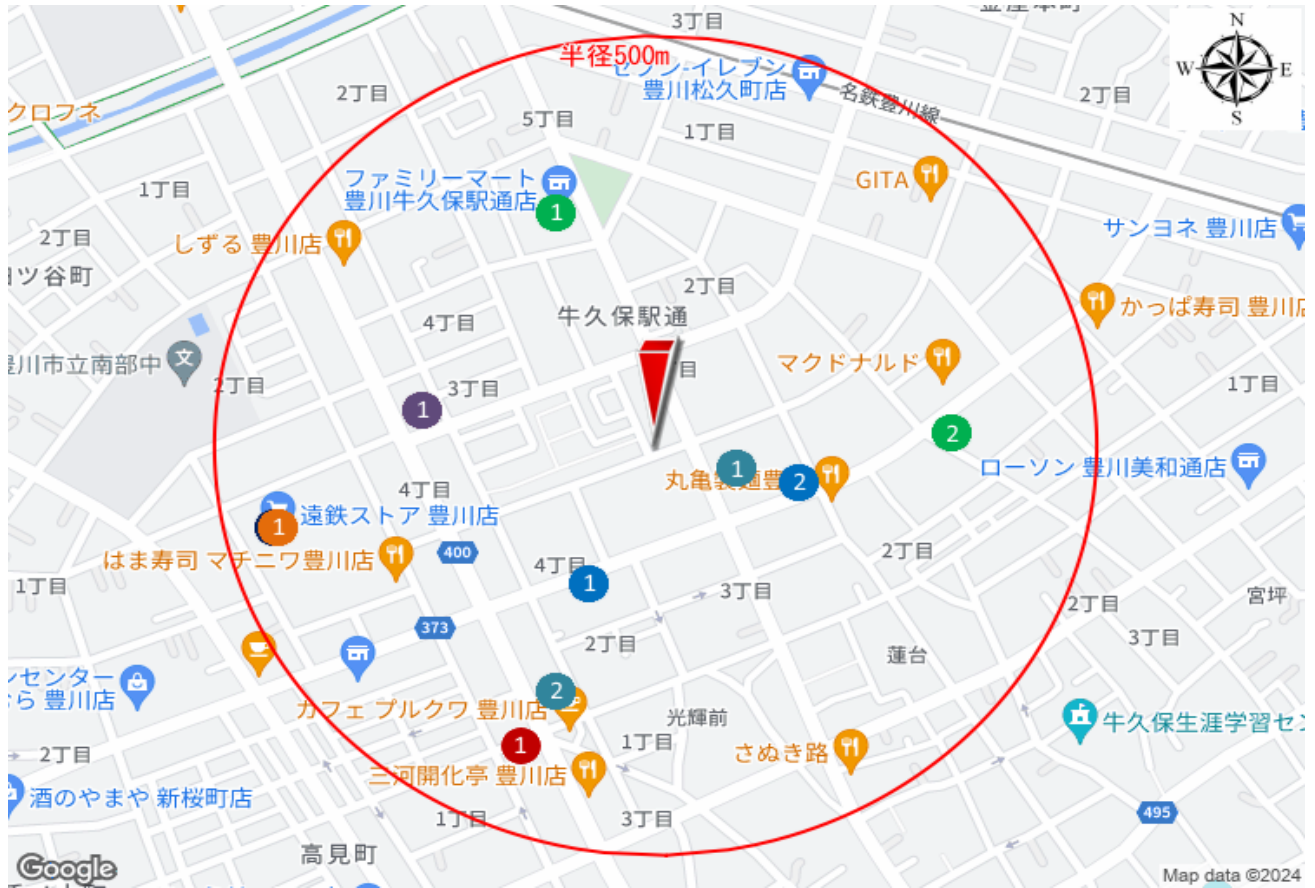 3丁目
N
W
E
S
半径500m
セブン-イレブン
豊川松久町店
名鉄豊川線
2丁目
2丁目
クロフネ
5丁目
1丁目
ファミリーマート
豊川牛久保駅通店
1
GITA
1丁目
サンヨネ 豊川店
2丁目
しずる 豊川店
ツ谷町
2丁目
かっぱ寿司 豊川店
牛久保駅通
4丁目
豊川市立南部中
文
マクドナルド
2丁目
3丁目
1丁目
1
2
ローソン 豊川美和通店
1
2
丸亀製麺豊
4丁目
遠鉄ストア 豊川店
1
はま寿司 マチニワ豊川店
400
2丁目
4丁目
1
1丁目
3丁目
宮坪
2丁目
373
3丁目
2丁目
蓮台
ンセンター
ら 豊川店
2
カフェ プルクワ 豊川店
光輝前
牛久保生涯学習セン
1
1丁目
さぬき路
2丁目
三河開化亭 豊川店
酒のやまや 新桜町店
1丁目
3丁目
495
高見町
Google
Map data ©2024